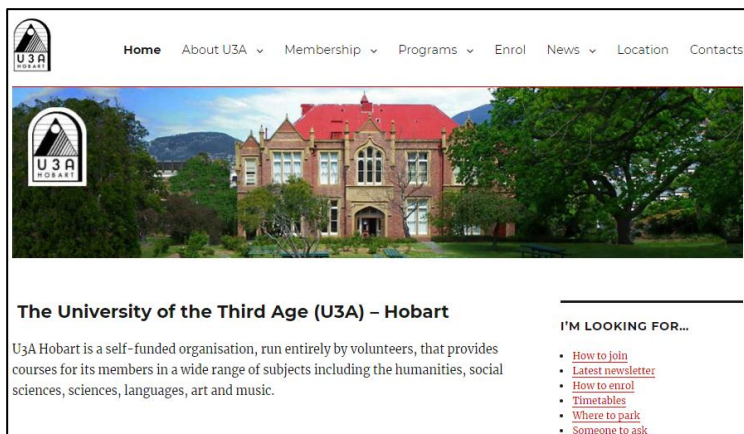 U3A
HOBART
Home About U3A Membership Programs Enrol News Location Contacts
U3A
HOBART
The University of the Third Age (U3A) – Hobart
I'M LOOKING FOR...
U3A Hobart is a self-funded organisation, run entirely by volunteers, that provides
courses for its members in a wide range of subjects including the humanities, social
sciences, sciences, languages, art and music.
How to join
Latest newsletter
How to enrol
Timetables
Where to park
Someone to ask